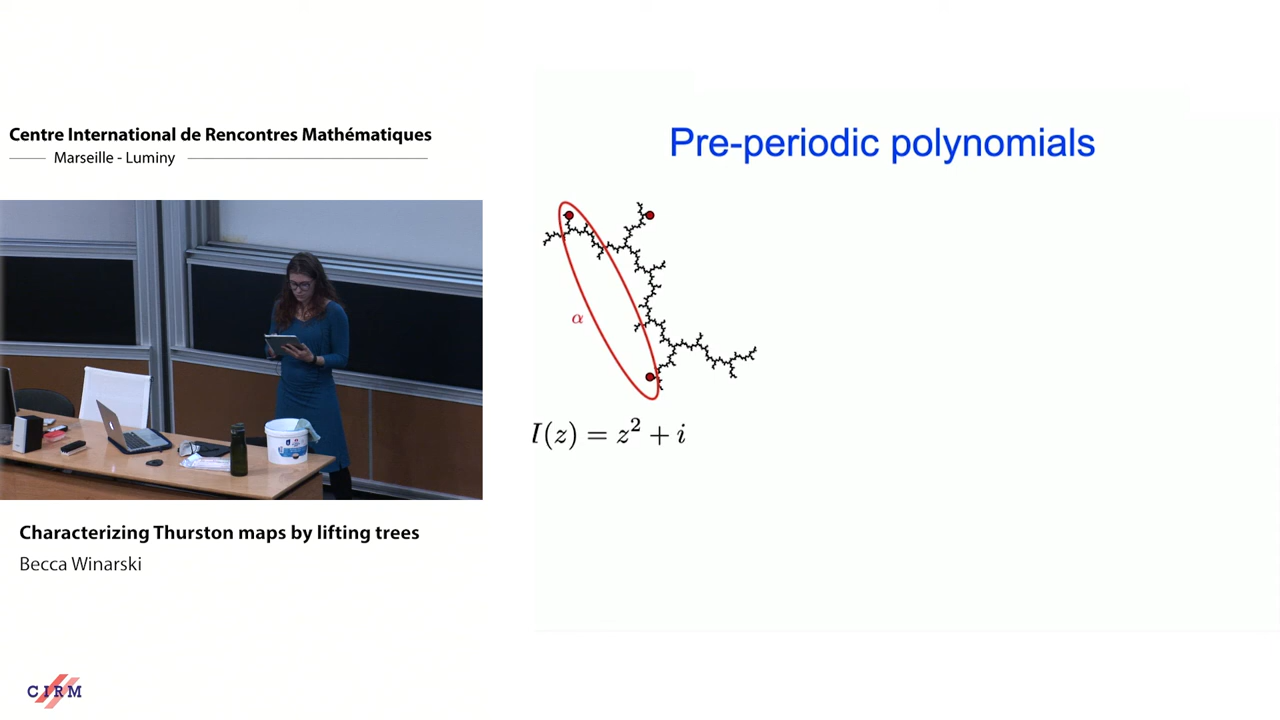 Centre International de Rencontres Mathématiques
Marseille - Luminy
Pre-periodic polynomials
α
I(z) = z² + i
Characterizing Thurston maps by lifting trees
Becca Winarski
CIRM